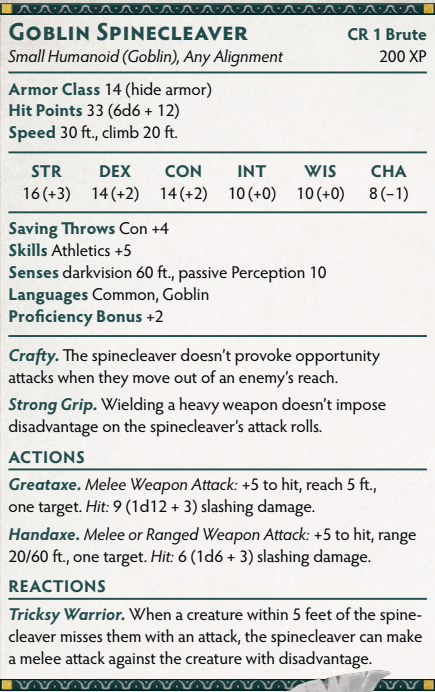 Goblin Spinecleaver CR 1 Brute
Small Humanoid (Goblin), Any Alignment 200 XP
Armor Class 14 (hide armor)
Hit Points 33 (6d6 + 12)
Speed 30 ft., climb 20 ft.
STR DEX CON INT WIS CHA
16 (+3) 14 (+2) 14 (+2) 10 (+0) 10 (+0) 8 (−1)
Saving Throws Con +4
Skills Athletics +5
Senses darkvision 60 ft., passive Perception 10
Languages Common, Goblin
Proficiency Bonus +2
Crafty. The spinecleaver doesn't provoke opportunity
attacks when they move out of an enemy's reach.
Strong Grip. Wielding a heavy weapon doesn't impose
disadvantage on the spinecleaver's attack rolls.
ACTIONS
Greataxe. Melee Weapon Attack: +5 to hit, reach 5 ft.,
one target. Hit: 9 (1d12 + 3) slashing damage.
Handaxe. Melee or Ranged Weapon Attack: +5 to hit, range
20/60 ft., one target. Hit: 6 (1d6 + 3) slashing damage.
REACTIONS
Tricksy Warrior. When a creature within 5 feet of the spine-
cleaver misses them with an attack, the spinecleaver can make
a melee attack against the creature with disadvantage.